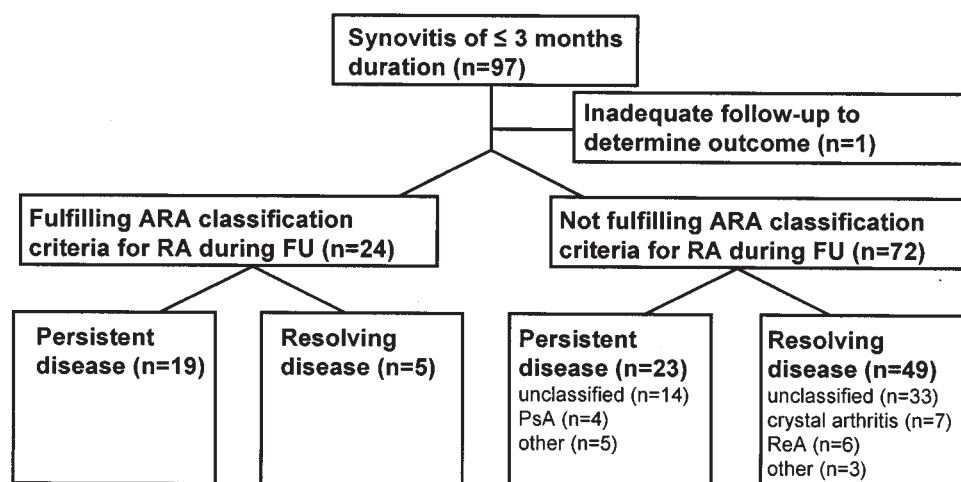 Synovitis of ≤ 3 months
duration (n=97)
Inadequate follow-up to
determine outcome (n=1)
Fulfilling ARA classification
criteria for RA during FU (n=24)
Not fulfilling ARA classification
criteria for RA during FU (n=72)
Persistent
disease (n=19)
Resolving
disease (n=5)
Persistent
disease (n=23)
unclassified (n=14)
PsA (n=4)
other (n=5)
Resolving
disease (n=49)
unclassified (n=33)
crystal arthritis (n=7)
ReA (n=6)
other (n=3)